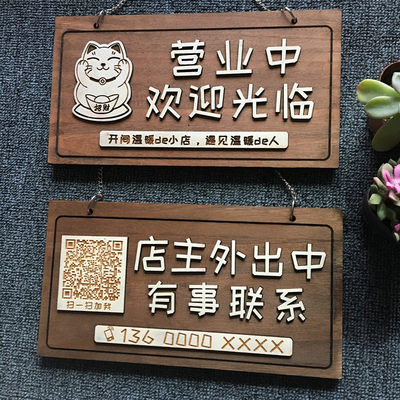 营业中
欢迎光临
招财
开间温暖de小店，遇见温暖de人
店主外出中
有事联系
扫一扫加我
136 0000 XXXX